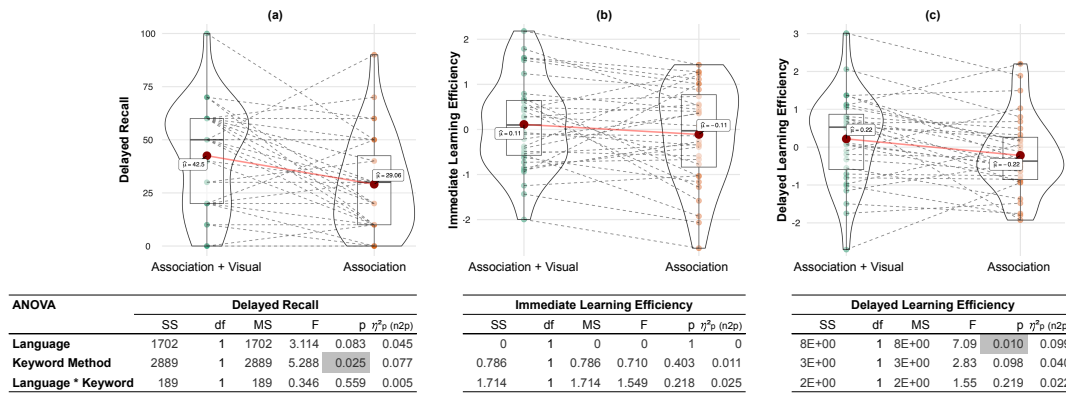 (a)
Delayed Recall
100
75
50
25
0
μ̂ = 42.5
μ̂ = 29.06
Association + Visual
Association
(b)
Immediate Learning Efficiency
2
1
0
-1
-2
μ̂ = 0.11
μ̂ = − 0.11
Association + Visual
Association
(c)
Delayed Learning Efficiency
3
2
1
0
-1
-2
μ̂ = 0.22
μ̂ = − 0.22
Association + Visual
Association
ANOVA Delayed Recall
SS df MS F p η²p (n2p)
Language 1702 1 1702 3.114 0.083 0.045
Keyword Method 2889 1 2889 5.288 0.025 0.077
Language * Keyword 189 1 189 0.346 0.559 0.005
Immediate Learning Efficiency
SS df MS F p η²p (n2p)
0 1 0 0 1 0
0.786 1 0.786 0.710 0.403 0.011
1.714 1 1.714 1.549 0.218 0.025
Delayed Learning Efficiency
SS df MS F p η²p (n2p)
8E+00 1 8E+00 7.09 0.010 0.099
3E+00 1 3E+00 2.83 0.098 0.040
2E+00 1 2E+00 1.55 0.219 0.022